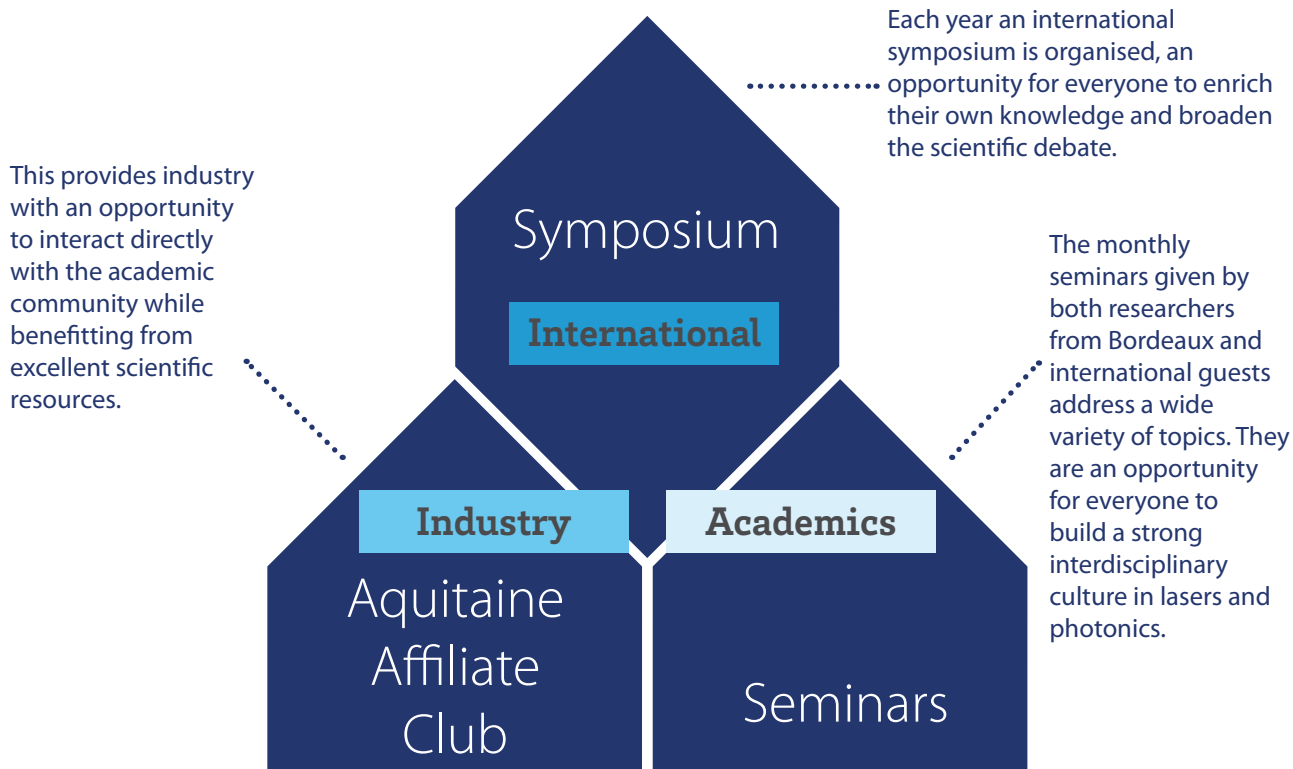 Each year an international
symposium is organised, an
opportunity for everyone to enrich
their own knowledge and broaden
the scientific debate.
This provides industry
with an opportunity
to interact directly
with the academic
community while
benefitting from
excellent scientific
resources.
Symposium
International
The monthly
seminars given by
both researchers
from Bordeaux and
international guests
address a wide
variety of topics. They
are an opportunity
for everyone to
build a strong
interdisciplinary
culture in lasers and
photonics.
Industry
Aquitaine
Affiliate
Club
Academics
Seminars